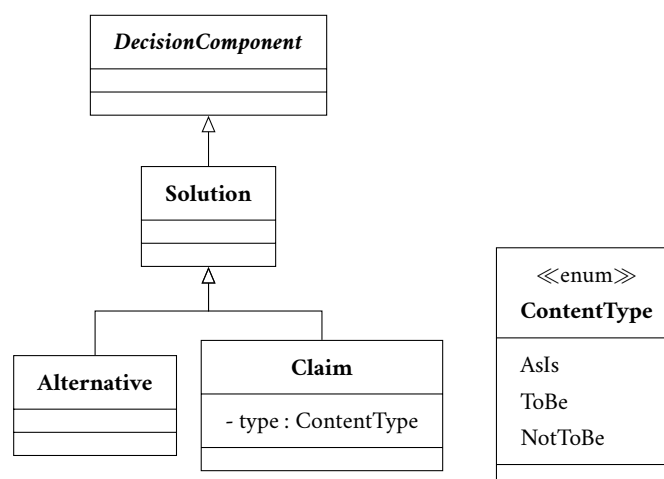 DecisionComponent
Solution
Alternative
Claim
- type : ContentType
≪enum≫
ContentType
AsIs
ToBe
NotToBe